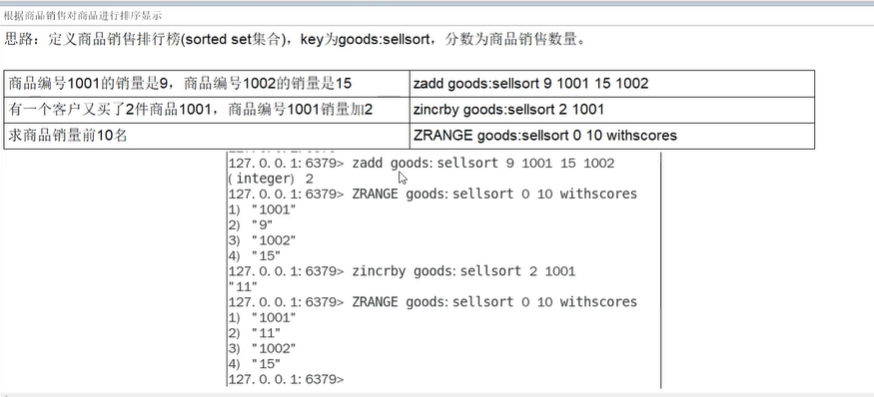 根据商品销售对商品进行排序显示
思路：定义商品销售排行榜(sorted set集合)，key为goods:sellsort，分数为商品销售数量。
商品编号1001的销量是9，商品编号1002的销量是15 zadd goods:sellsort 9 1001 15 1002
有一个客户又买了2件商品1001，商品编号1001销量加2 zincrby goods:sellsort 2 1001
求商品销量前10名 ZRANGE goods:sellsort 0 10 withscores
127.0.0.1:6379> zadd goods:sellsort 9 1001 15 1002
(integer) 2
127.0.0.1:6379> ZRANGE goods:sellsort 0 10 withscores
1) "1001"
2) "9"
3) "1002"
4) "15"
127.0.0.1:6379> zincrby goods:sellsort 2 1001
"11"
127.0.0.1:6379> ZRANGE goods:sellsort 0 10 withscores
1) "1001"
2) "11"
3) "1002"
4) "15"
127.0.0.1:6379>